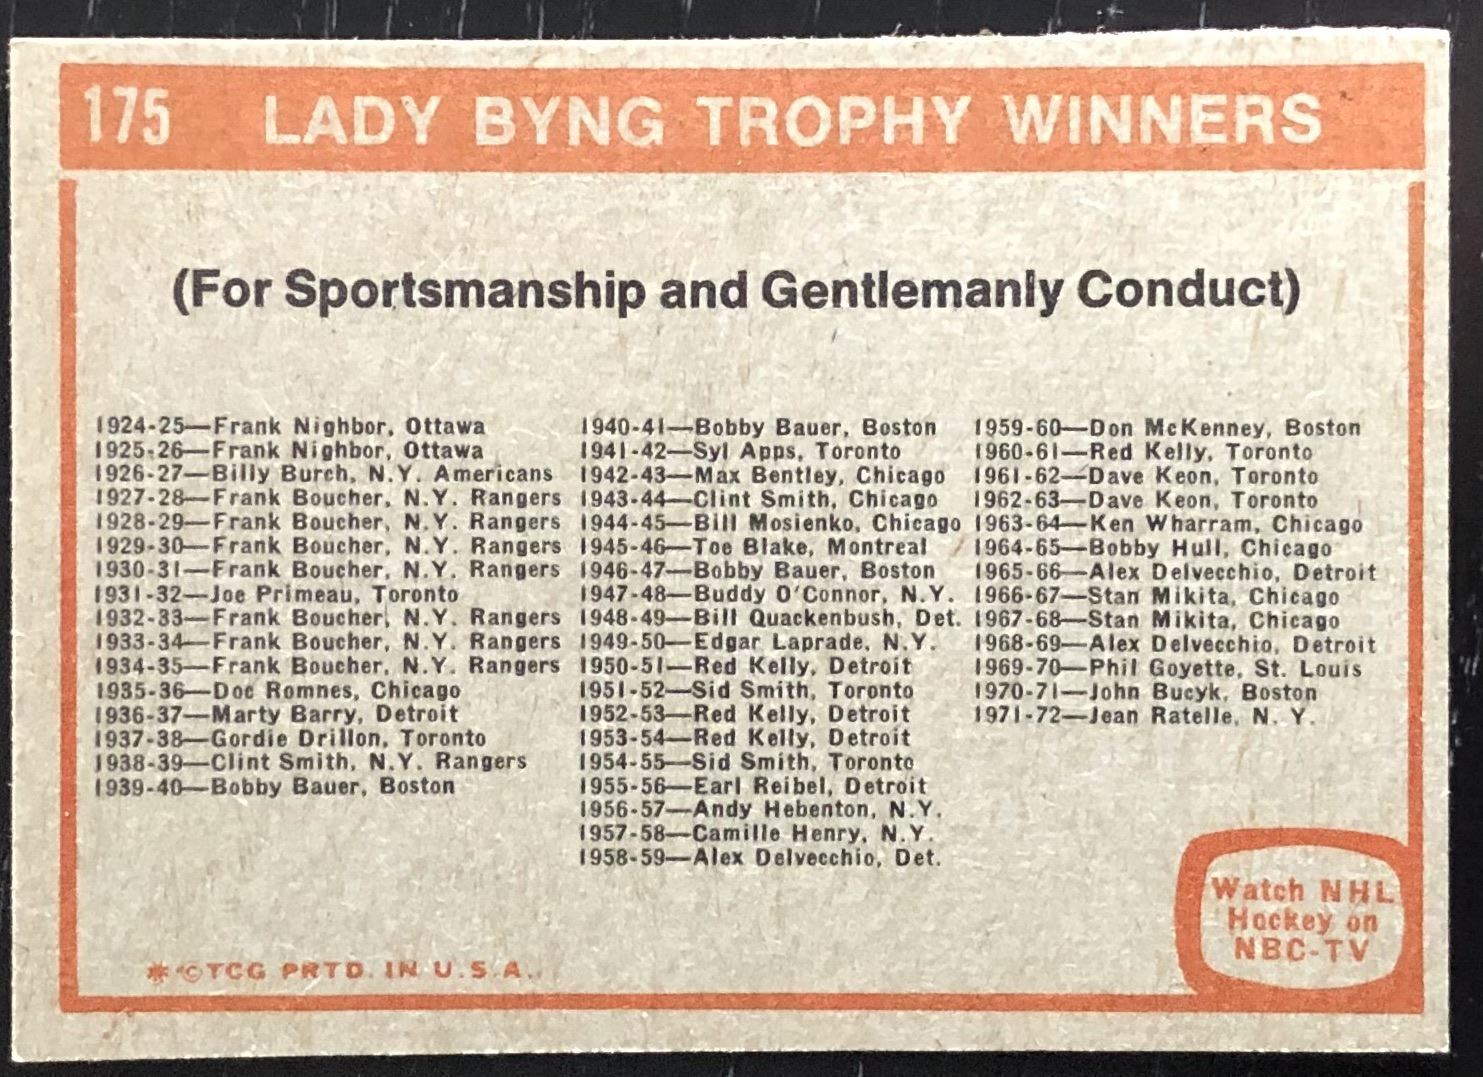 175 LADY BYNG TROPHY WINNERS
(For Sportsmanship and Gentlemanly Conduct)
1924-25—Frank Nighbor, Ottawa
1925-26—Frank Nighbor, Ottawa
1926-27—Billy Burch, N.Y. Americans
1927-28—Frank Boucher, N.Y. Rangers
1928-29—Frank Boucher, N.Y. Rangers
1929-30—Frank Boucher, N.Y. Rangers
1930-31—Frank Boucher, N.Y. Rangers
1931-32—Joe Primeau, Toronto
1932-33—Frank Boucher, N.Y. Rangers
1933-34—Frank Boucher, N.Y. Rangers
1934-35—Frank Boucher, N.Y. Rangers
1935-36—Doc Romnes, Chicago
1936-37—Marty Barry, Detroit
1937-38—Gordie Drillon, Toronto
1938-39—Clint Smith, N.Y. Rangers
1939-40—Bobby Bauer, Boston
1940-41—Bobby Bauer, Boston
1941-42—Syl Apps, Toronto
1942-43—Max Bentley, Chicago
1943-44—Clint Smith, Chicago
1944-45—Bill Mosienko, Chicago
1945-46—Toe Blake, Montreal
1946-47—Bobby Bauer, Boston
1947-48—Buddy O'Connor, N.Y.
1948-49—Bill Quackenbush, Det.
1949-50—Edgar Laprade, N.Y.
1950-51—Red Kelly, Detroit
1951-52—Sid Smith, Toronto
1952-53—Red Kelly, Detroit
1953-54—Red Kelly, Detroit
1954-55—Sid Smith, Toronto
1955-56—Earl Reibel, Detroit
1956-57—Andy Hebenton, N.Y.
1957-58—Camille Henry, N.Y.
1958-59—Alex Delvecchio, Det.
1959-60—Don McKenney, Boston
1960-61—Red Kelly, Toronto
1961-62—Dave Keon, Toronto
1962-63—Dave Keon, Toronto
1963-64—Ken Wharram, Chicago
1964-65—Bobby Hull, Chicago
1965-66—Alex Delvecchio, Detroit
1966-67—Stan Mikita, Chicago
1967-68—Stan Mikita, Chicago
1968-69—Alex Delvecchio, Detroit
1969-70—Phil Goyette, St. Louis
1970-71—John Bucyk, Boston
1971-72—Jean Ratelle, N. Y.
Watch NHL
Hockey on
NBC-TV
* ©TCG PRTD. IN U.S.A.